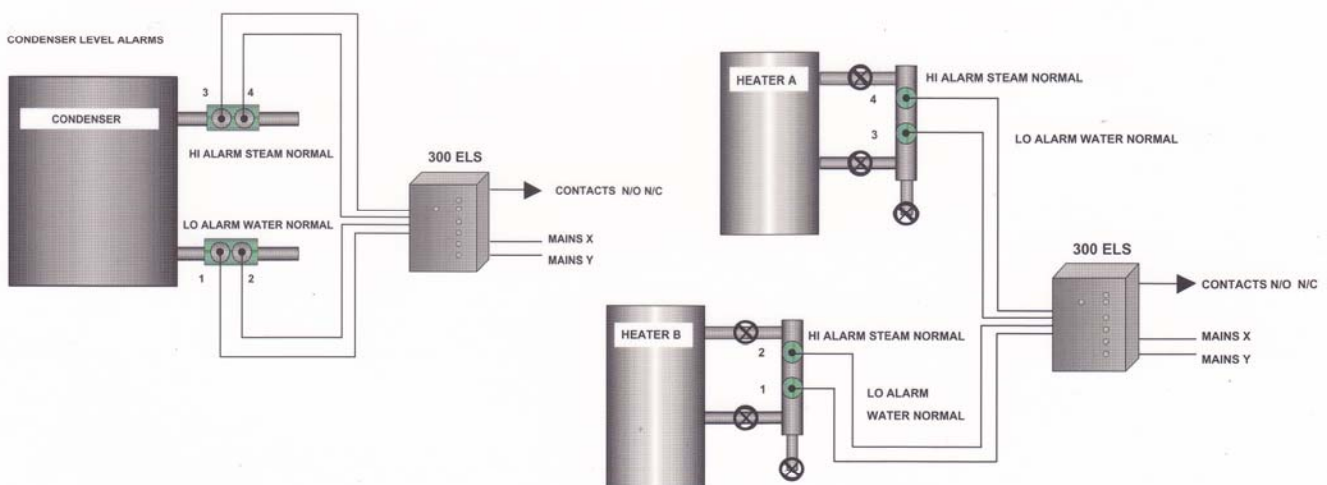 CONDENSER LEVEL ALARMS
3 4
CONDENSER
HI ALARM STEAM NORMAL
LO ALARM WATER NORMAL
1 2
300 ELS
CONTACTS N/O N/C
MAINS X
MAINS Y
HEATER A
HI ALARM STEAM NORMAL
4
3
LO ALARM WATER NORMAL
HEATER B
HI ALARM STEAM NORMAL
2
1
LO ALARM
WATER NORMAL
300 ELS
CONTACTS N/O N/C
MAINS X
MAINS Y